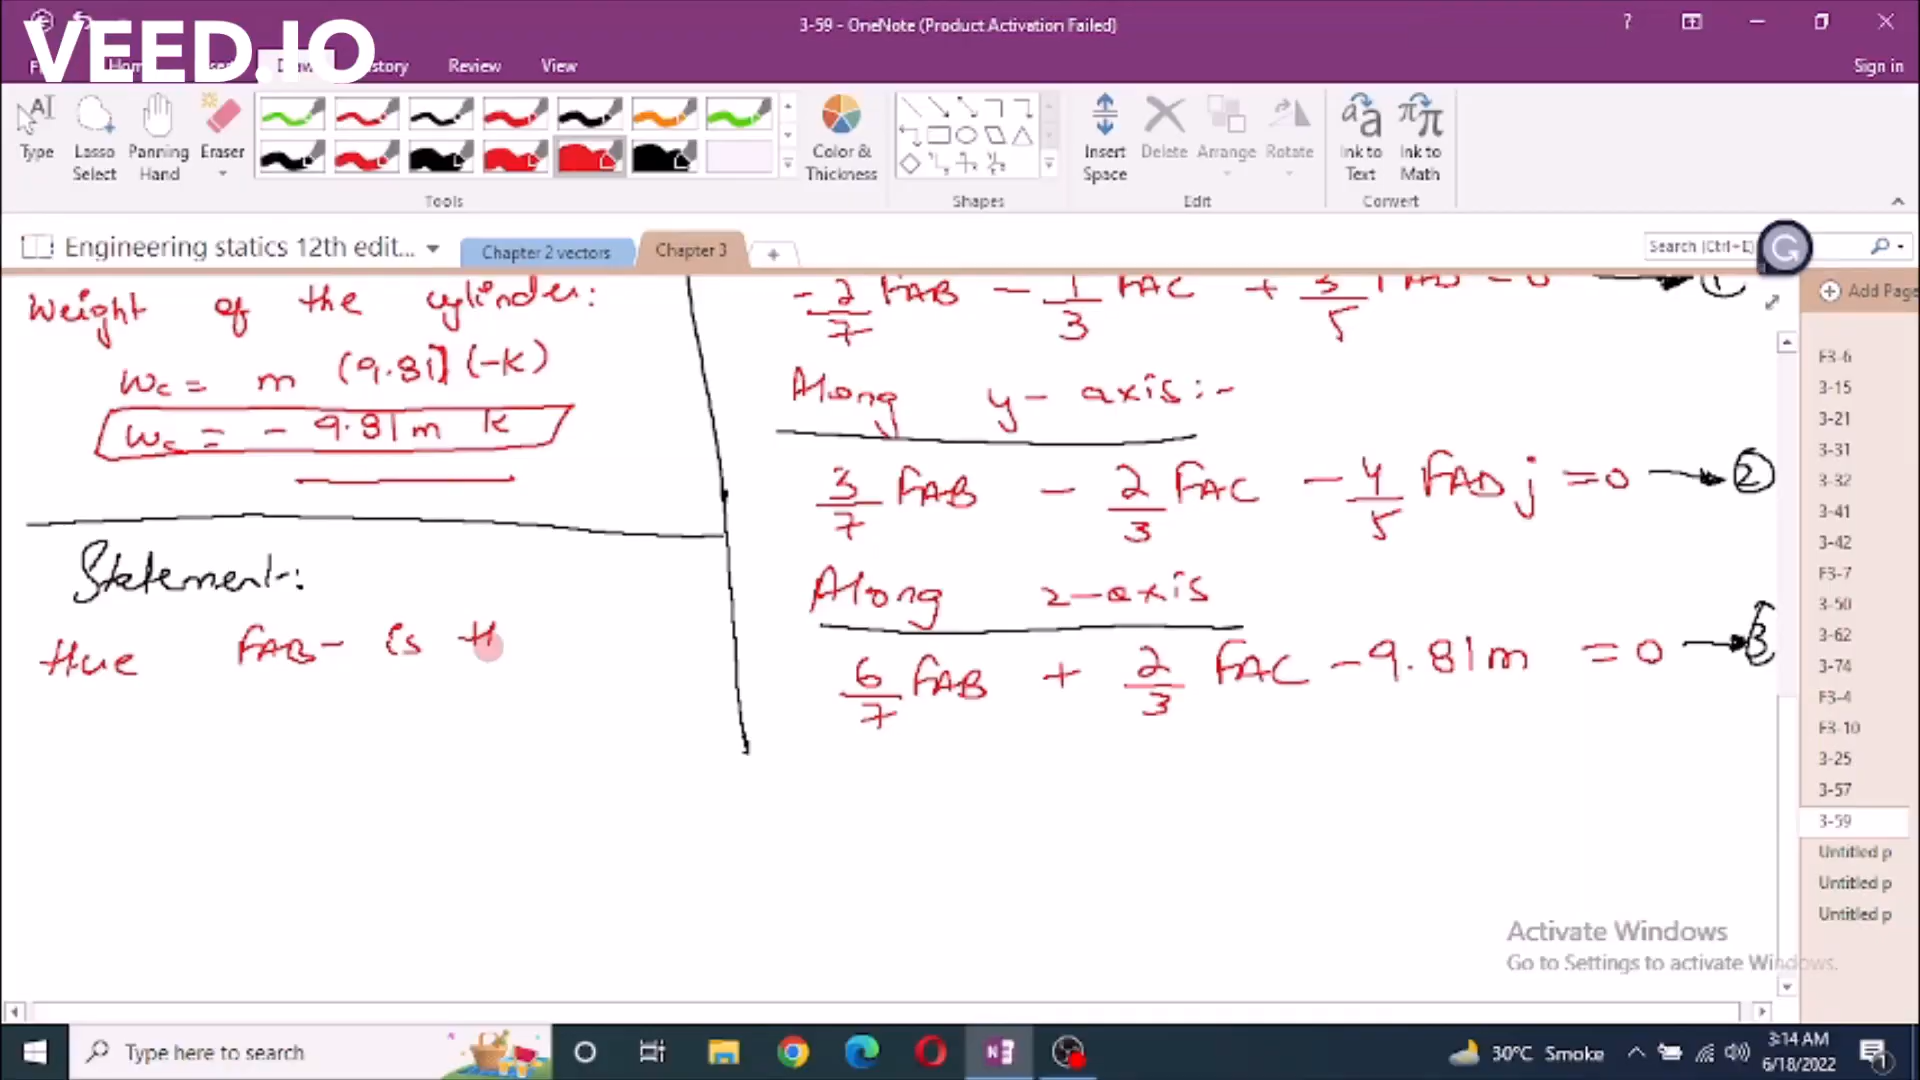 3-59 - OneNote (Product Activation Failed)
VEED.IO
Review
View
Sign in
Type
Lasso Select
Panning Hand
Eraser
Color & Thickness
Insert Space
Delete
Arrange
Rotate
Ink to Text
Ink to Math
Tools
Shapes
Edit
Convert
Engineering statics 12th edit...
Chapter 2 vectors
Chapter 3
Search (Ctrl+E)
Add Page
Weight of the cylinder:
Wc = m (9.81) (-k)
Wc = - 9.81m k
Statement:
FAB - is
-2/7 FAB - 1/3 FAC + 3/5 FAD = 0 → ①
Along y- axis:-
3/7 FAB - 2/3 FAC - 4/5 FAD j = 0 → ②
Along z-axis
6/7 FAB + 2/3 FAC - 9.81m = 0 → 3
F3-6
3-15
3-21
3-31
3-32
3-41
3-42
F3-7
3-50
3-62
3-74
F3-4
F3-10
3-25
3-57
3-59
Untitled p
Untitled p
Untitled p
Activate Windows
Go to Settings to activate Windows.
Type here to search
30°C Smoke
3:14 AM
6/18/2022